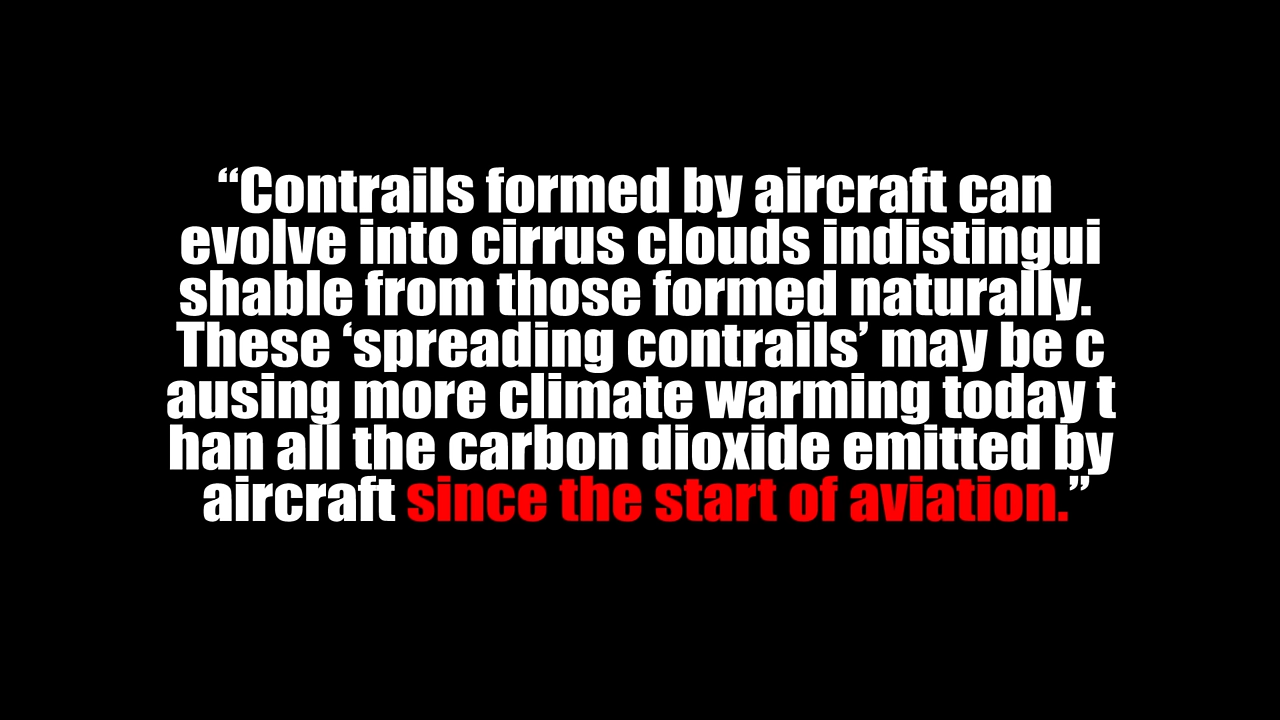 “Contrails formed by aircraft can
evolve into cirrus clouds indistingui
shable from those formed naturally.
These ‘spreading contrails’ may be c
ausing more climate warming today t
han all the carbon dioxide emitted by
aircraft since the start of aviation.”